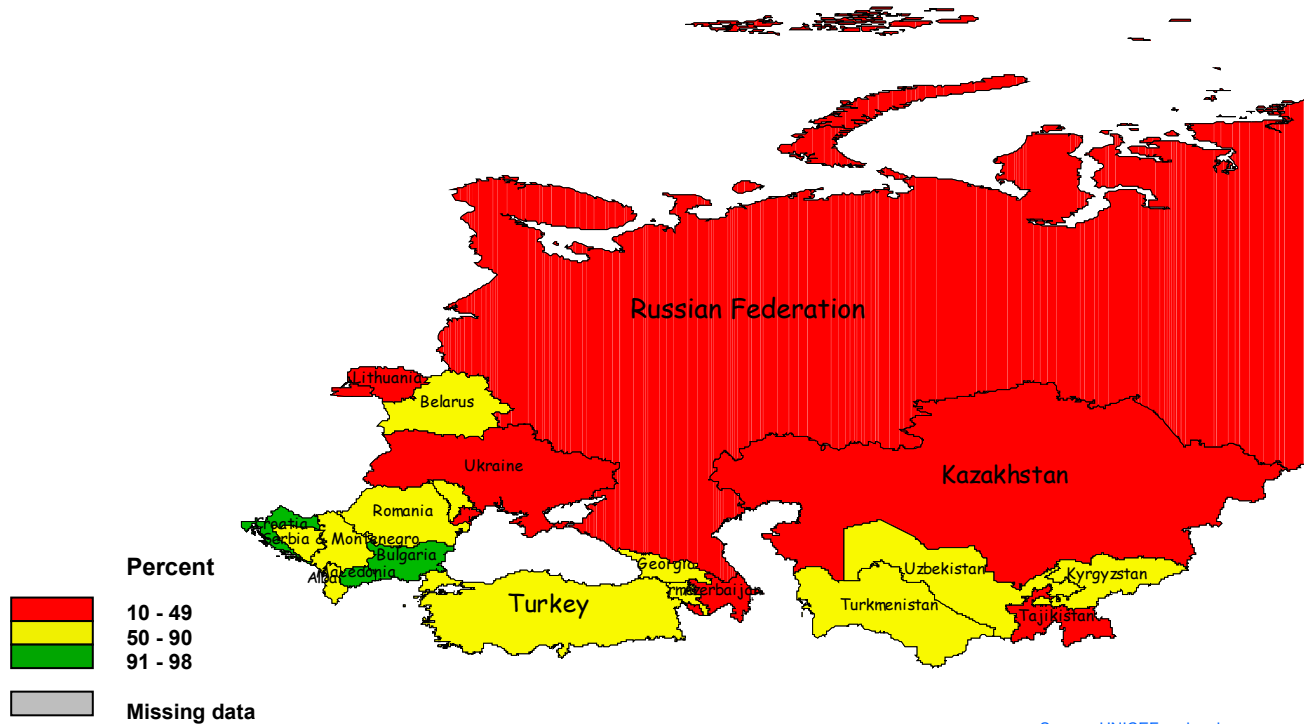 Russian Federation
Lithuania
Belarus
Ukraine
Kazakhstan
Romania
Croatia
Serbia & Montenegro
Bulgaria
Macedonia
Georgia
Azerbaijan
Turkey
Uzbekistan
Kyrgyzstan
Turkmenistan
Tajikistan
Percent
10 - 49
50 - 90
91 - 98
Missing data